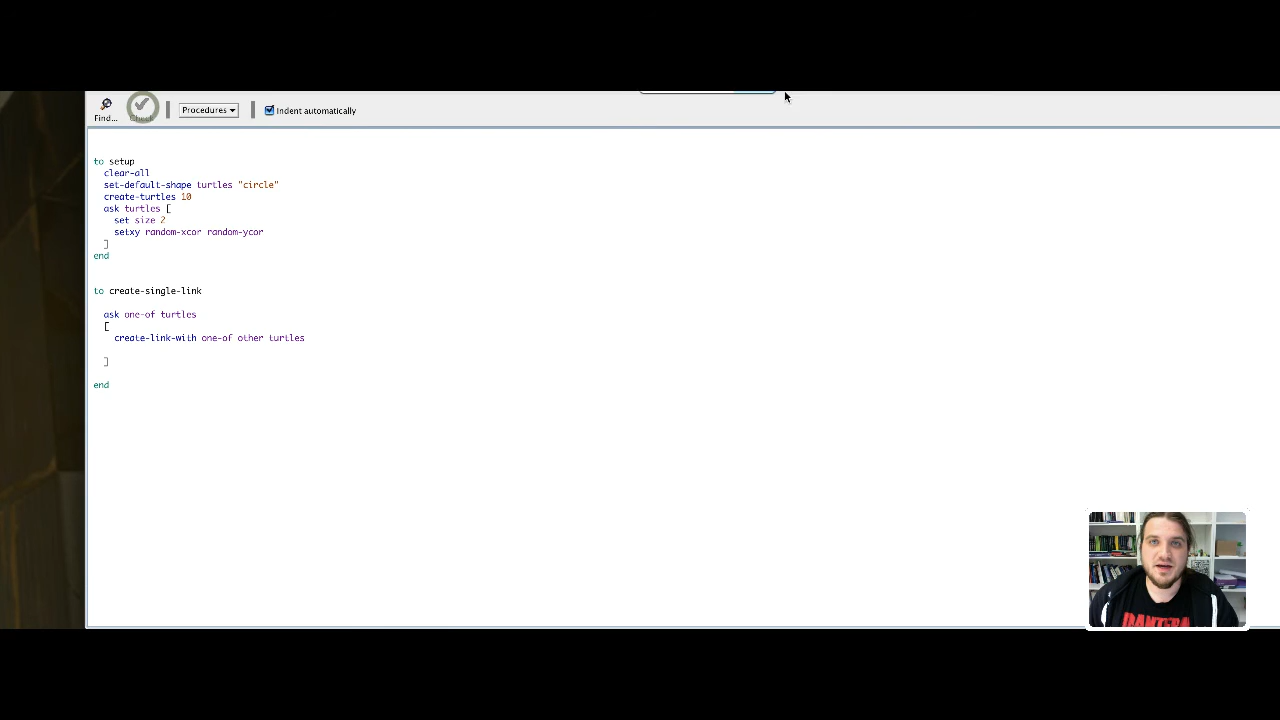 Find...
Check
Procedures
Indent automatically
to setup
clear-all
set-default-shape turtles "circle"
create-turtles 10
ask turtles [
set size 2
setxy random-xcor random-ycor
]
end
to create-single-link
ask one-of turtles
[
create-link-with one-of other turtles
]
end
PANTERA